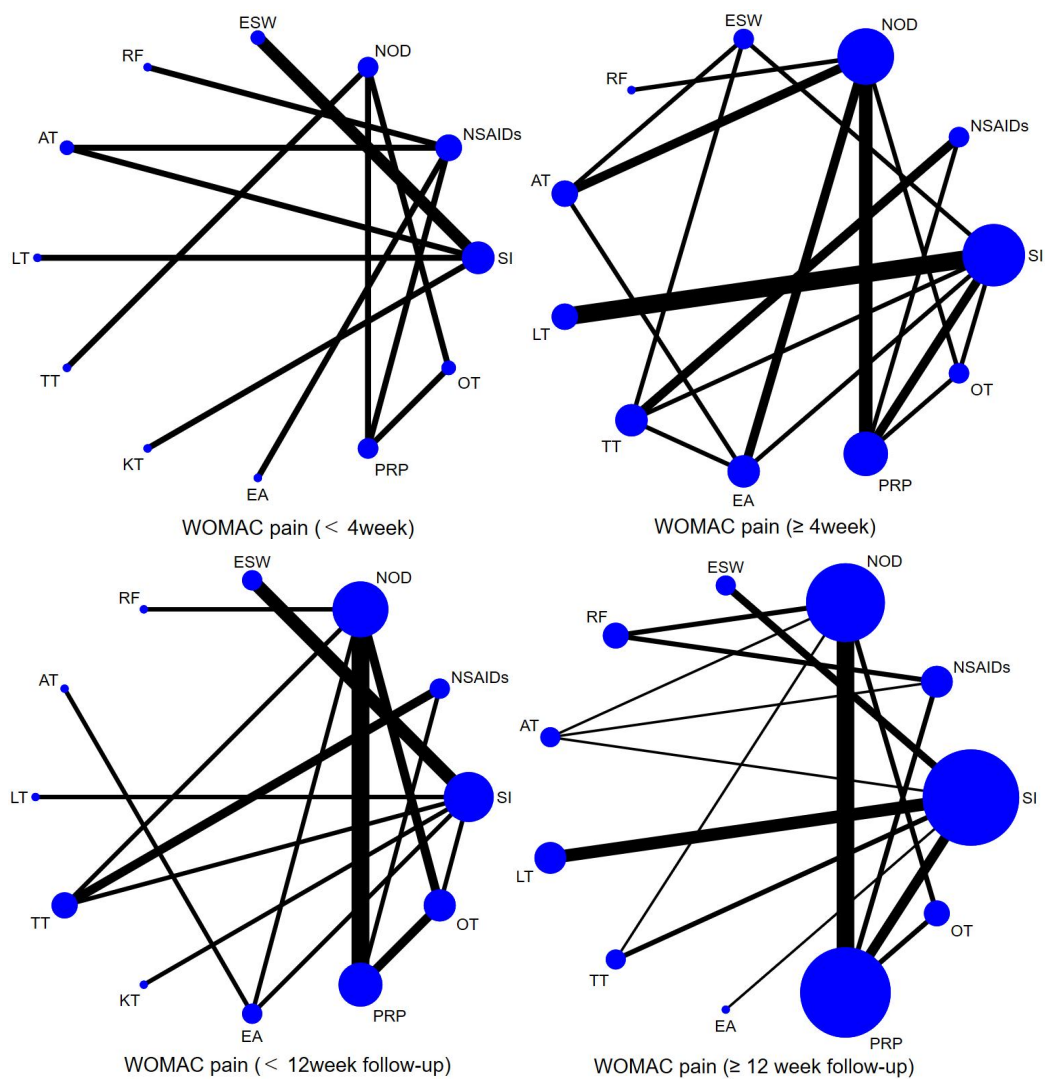 ESW
NOD
RF
NSAIDs
AT
SI
LT
OT
TT
PRP
KT
EA
WOMAC pain (< 4week)
ESW
NOD
RF
NSAIDs
AT
SI
LT
OT
TT
PRP
EA
WOMAC pain (≥ 4week)
ESW
NOD
RF
NSAIDs
AT
SI
LT
OT
TT
PRP
KT
EA
WOMAC pain (< 12week follow-up)
ESW
NOD
RF
NSAIDs
AT
SI
LT
OT
TT
EA
PRP
WOMAC pain (≥ 12 week follow-up)